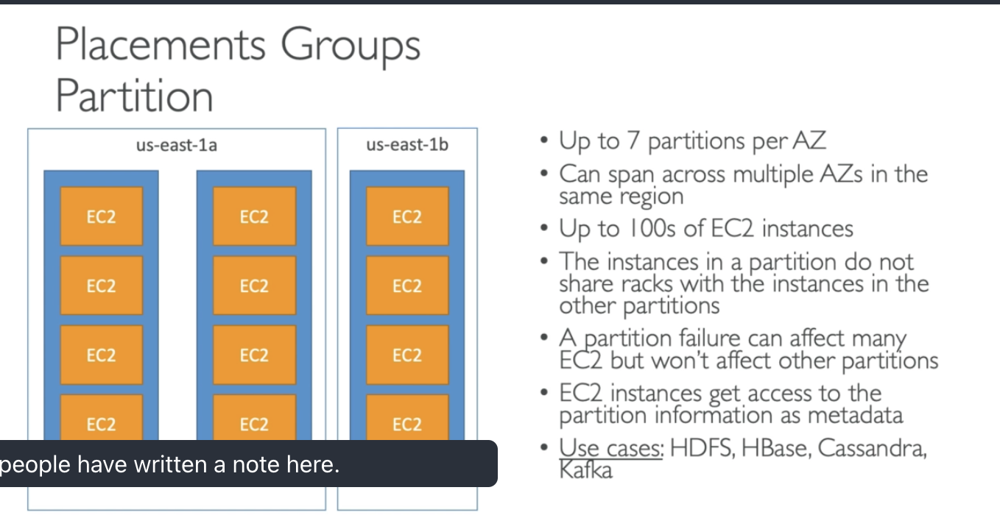 Placements Groups
Partition
us-east-1a
us-east-1b
EC2
EC2
EC2
EC2
EC2
EC2
EC2
EC2
EC2
EC2
EC2
EC2
people have written a note here.
• Up to 7 partitions per AZ
• Can span across multiple AZs in the
same region
• Up to 100s of EC2 instances
• The instances in a partition do not
share racks with the instances in the
other partitions
• A partition failure can affect many
EC2 but won't affect other partitions
• EC2 instances get access to the
partition information as metadata
• Use cases: HDFS, HBase, Cassandra,
Kafka